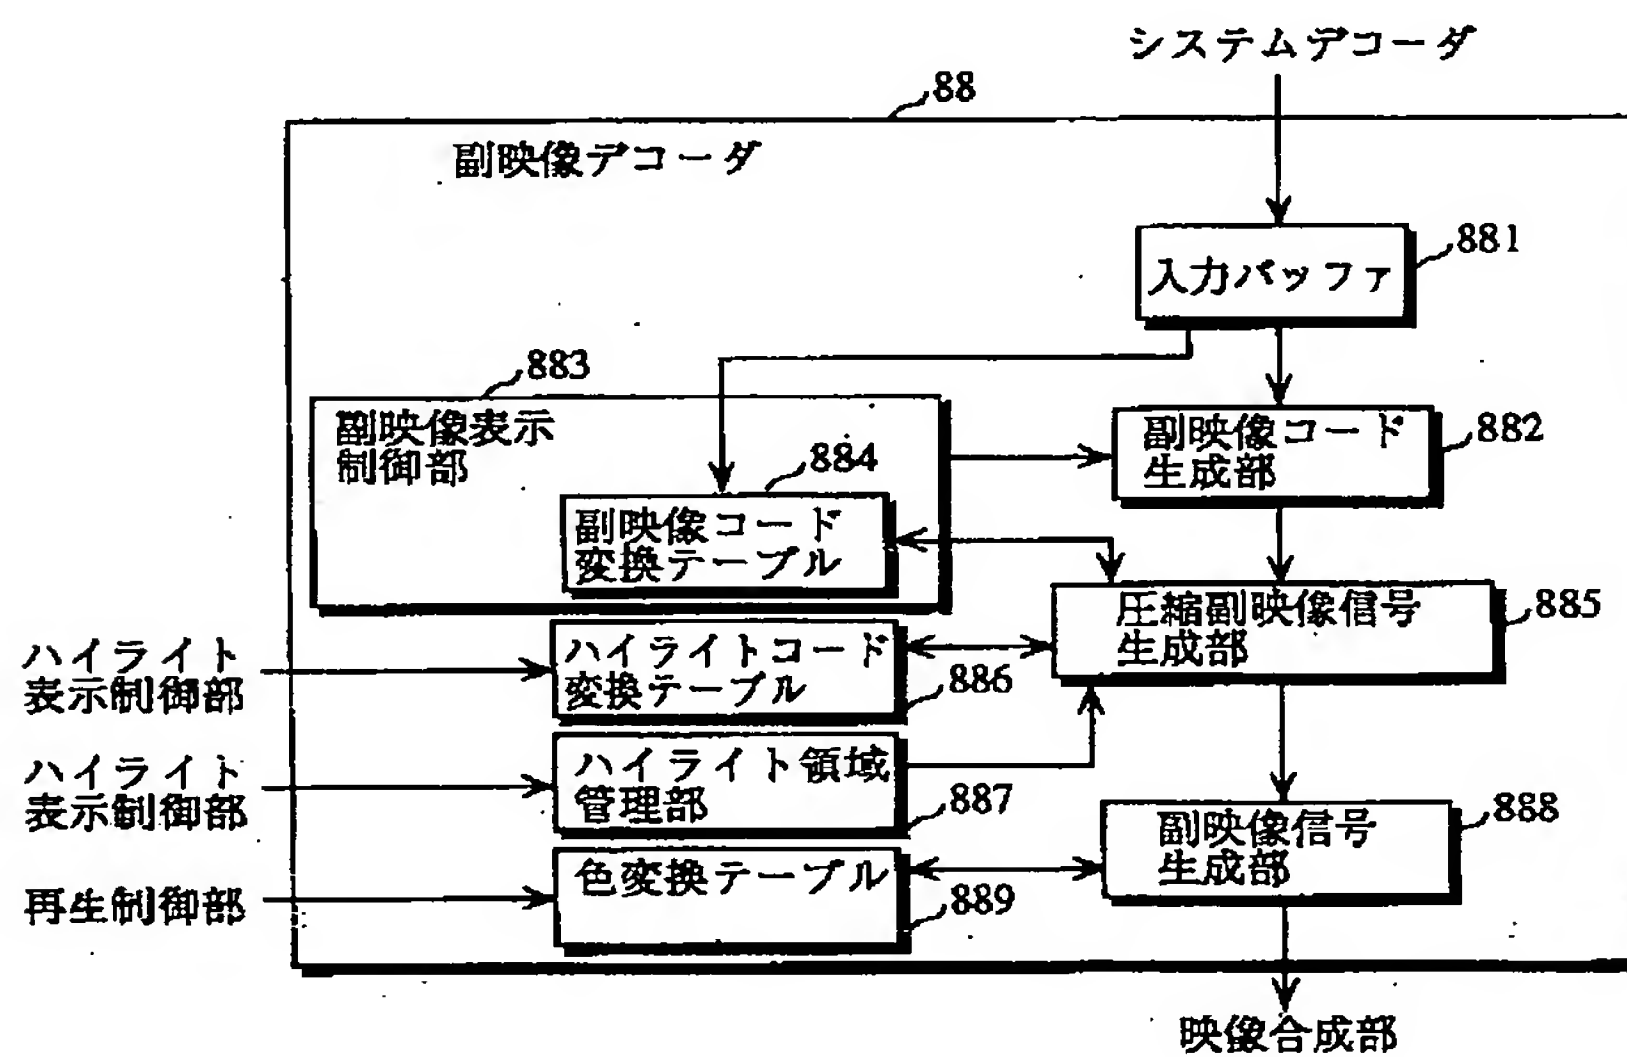 システムデコーダ
88
副映像デコーダ
881
入力バッファ
883
副映像表示
制御部
884
副映像コード
変換テーブル
副映像コード
生成部
882
圧縮副映像信号
生成部
885
ハイライト
表示制御部
ハイライトコード
変換テーブル
886
ハイライト
表示制御部
ハイライト領域
管理部
887
副映像信号
生成部
888
再生制御部
色変換テーブル
889
映像合成部